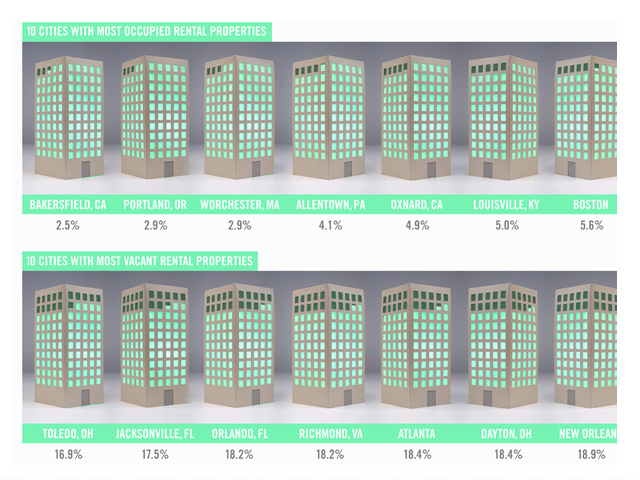 10 CITIES WITH MOST OCCUPIED RENTAL PROPERTIES
BAKERSFIELD, CA PORTLAND, OR WORCHESTER, MA ALLENTOWN, PA OXNARD, CA LOUISVILLE, KY BOSTON
2.5% 2.9% 2.9% 4.1% 4.9% 5.0% 5.6%
10 CITIES WITH MOST VACANT RENTAL PROPERTIES
TOLEDO, OH JACKSONVILLE, FL ORLANDO, FL RICHMOND, VA ATLANTA DAYTON, OH NEW ORLEAN
16.9% 17.5% 18.2% 18.2% 18.4% 18.4% 18.9%